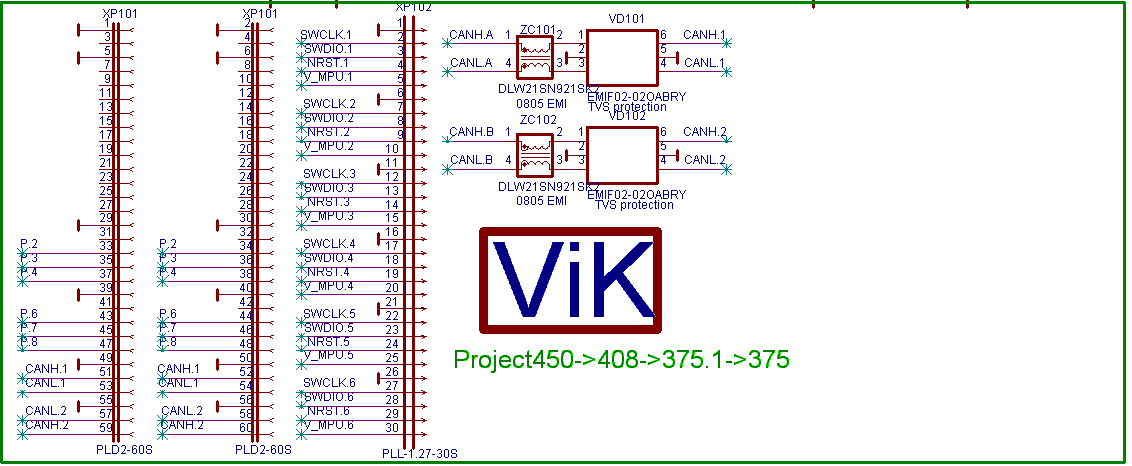 XP101
1
3
5
7
9
11
13
15
17
19
21
23
25
27
29
31
P.2 33
P.3 35
P.4 37
39
41
P.6 43
P.7 45
P.8 47
49
CANH.1 51
CANL.1 53
55
CANL.2 57
CANH.2 59
PLD2-60S
XP101
2
4
6
8
10
12
14
16
18
20
22
24
26
28
30
32
P.2 34
P.3 36
P.4 38
40
42
P.6 44
P.7 46
P.8 48
50
CANH.1 52
CANL.1 54
56
CANL.2 58
CANH.2 60
PLD2-60S
XP102
1
SWCLK.1 2
SWDIO.1 3
NRST.1 4
V_MPU.1 5
6
SWCLK.2 7
SWDIO.2 8
NRST.2 9
V_MPU.2 10
11
SWCLK.3 12
SWDIO.3 13
NRST.3 14
V_MPU.3 15
16
SWCLK.4 17
SWDIO.4 18
NRST.4 19
V_MPU.4 20
21
SWCLK.5 22
SWDIO.5 23
NRST.5 24
V_MPU.5 25
26
SWCLK.6 27
SWDIO.6 28
NRST.6 29
V_MPU.6 30
PLL-1.27-30S
ZC101 VD101
CANH.A 1 2 1 6 CANH.1
2 5
CANL.A 4 3 3 4 CANL.1
DLW21SN921SK2
0805 EMI
EMIF02-02OABRY
TVS protection
ZC102 VD102
CANH.B 1 2 1 6 CANH.2
2 5
CANL.B 4 3 3 4 CANL.2
DLW21SN921SK2
0805 EMI
EMIF02-02OABRY
TVS protection
ViK
Project450->408->375.1->375